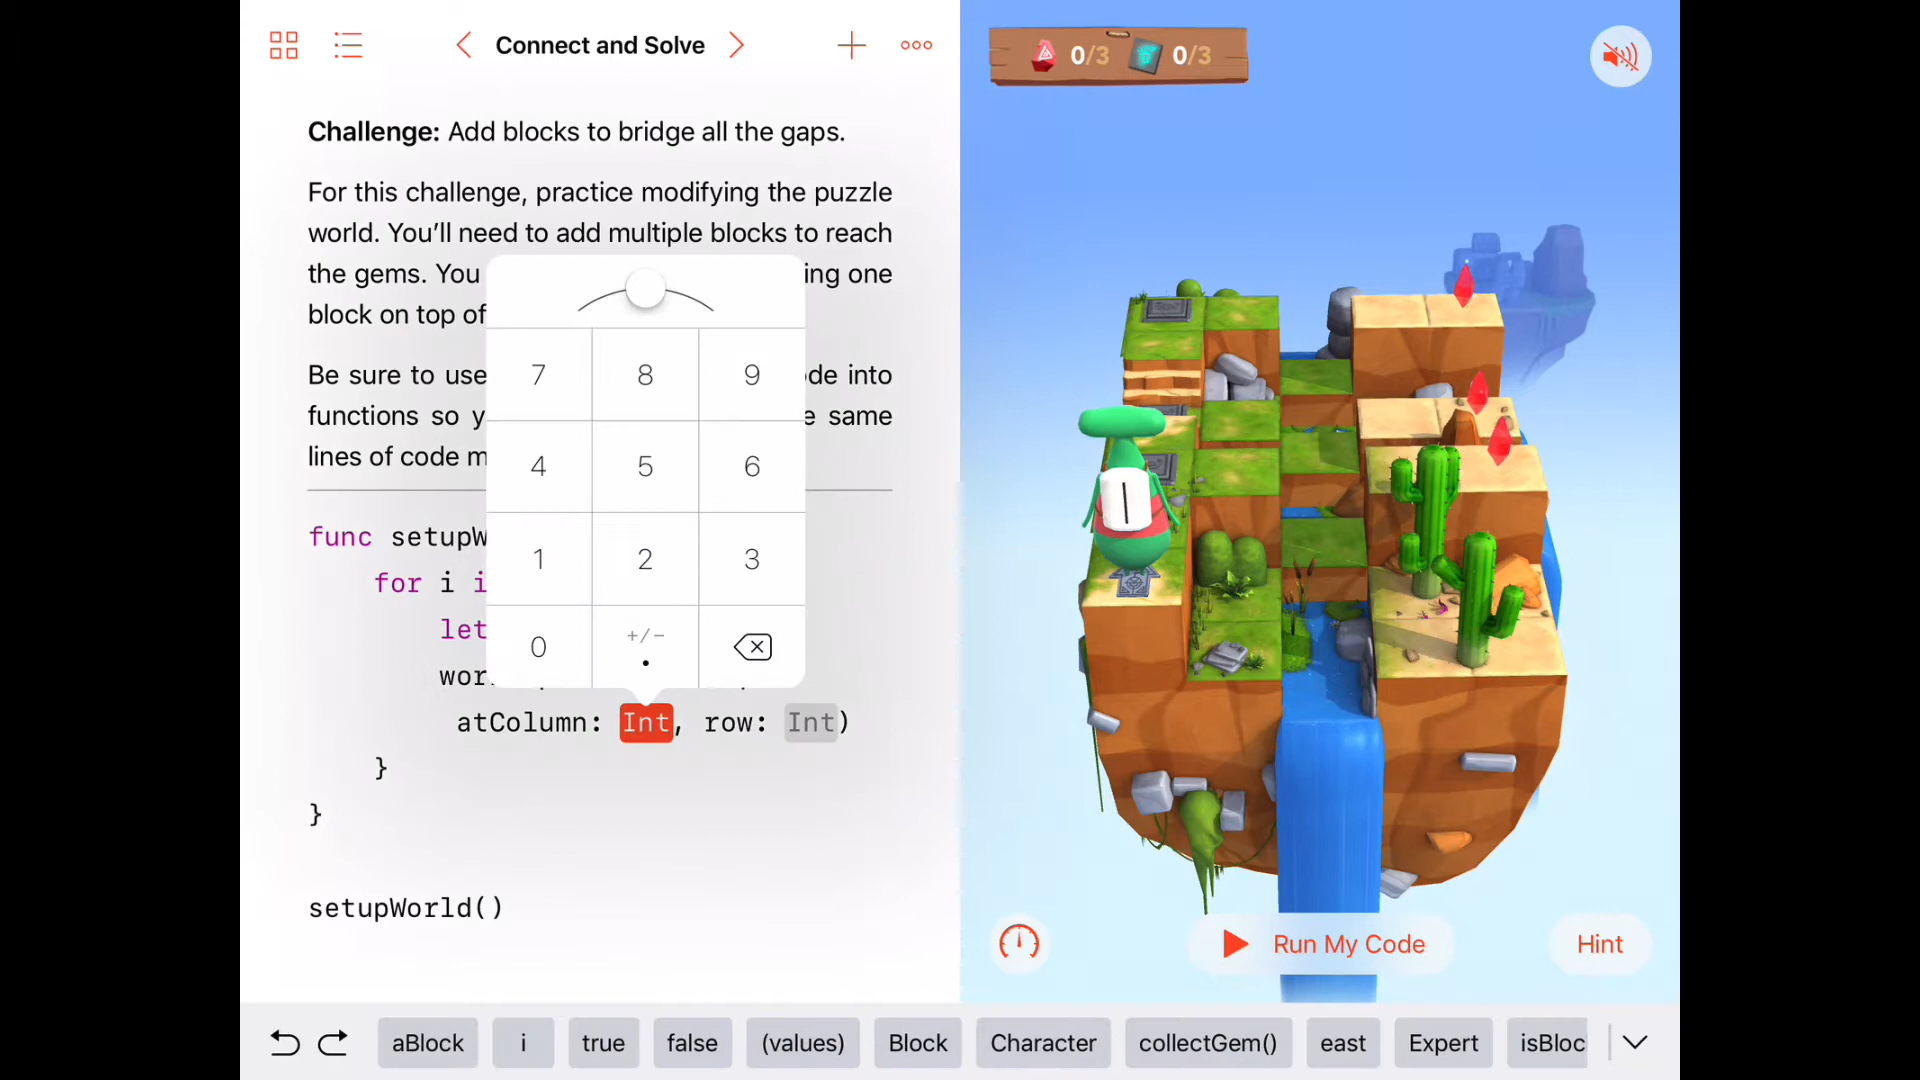 Connect and Solve
0/3 0/3
Challenge: Add blocks to bridge all the gaps.
For this challenge, practice modifying the puzzle
world. You'll need to add multiple blocks to reach
the gems. You ing one
block on top of
Be sure to use de into
functions so y e same
lines of code m
7 8 9
4 5 6
1 2 3
0 +/- .
func setupW
for i i
let
wor
atColumn: Int, row: Int)
}
}
setupWorld()
Run My Code
Hint
aBlock i true false (values) Block Character collectGem() east Expert isBloc